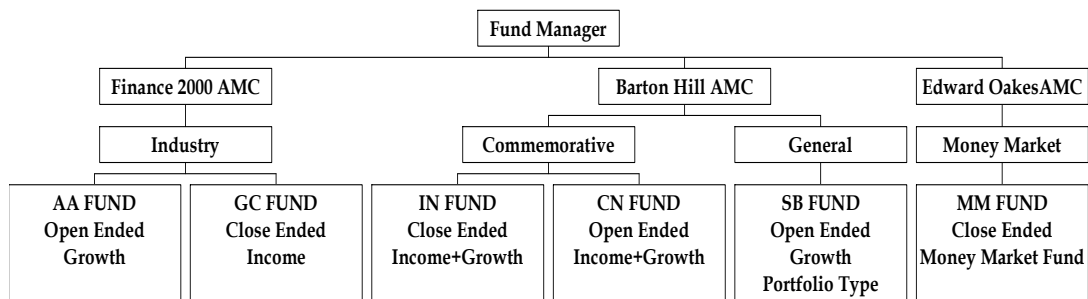 Fund Manager
Finance 2000 AMC
Barton Hill AMC
Edward OakesAMC
Industry
Commemorative
General
Money Market
AA FUND
Open Ended
Growth
GC FUND
Close Ended
Income
IN FUND
Close Ended
Income+Growth
CN FUND
Open Ended
Income+Growth
SB FUND
Open Ended
Growth
Portfolio Type
MM FUND
Close Ended
Money Market Fund